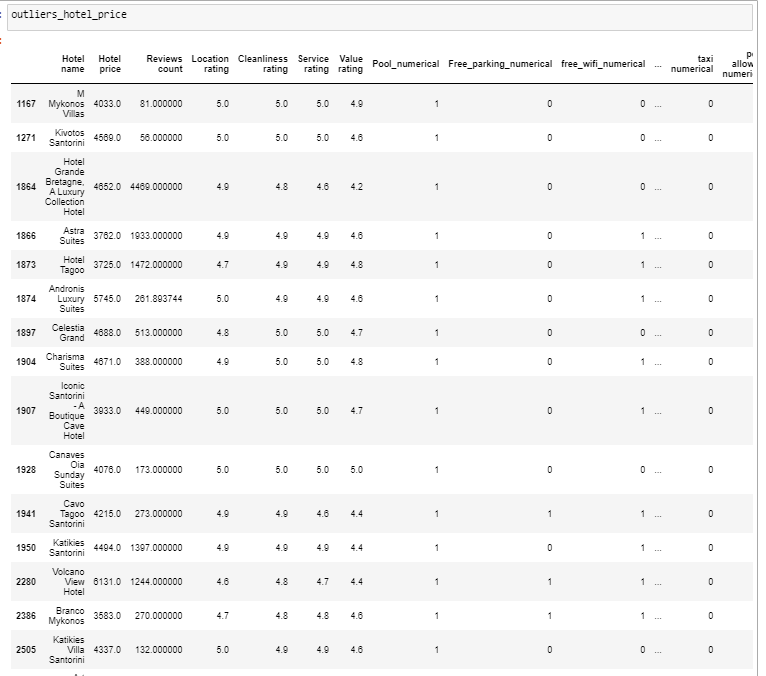 outliers_hotel_price
Hotel name Hotel price Reviews count Location rating Cleanliness rating Service rating Value rating Pool_numerical Free_parking_numerical free_wifi_numerical ... taxi numerical
1167 M Mykonos Villas 4033.0 81.000000 5.0 5.0 5.0 4.9 1 0 0 ... 0
1271 Kivotos Santorini 4569.0 56.000000 5.0 5.0 5.0 4.6 1 0 0 ... 0
1864 Hotel Grande Bretagne, A Luxury Collection Hotel 4652.0 4469.000000 4.9 4.8 4.6 4.2 1 0 0 ... 0
1866 Astra Suites 3762.0 1933.000000 4.9 4.9 4.9 4.6 1 0 1 ... 0
1873 Hotel Tagoo 3725.0 1472.000000 4.7 4.9 4.9 4.8 1 0 1 ... 0
1874 Andronis Luxury Suites 5745.0 261.893744 5.0 4.9 4.9 4.6 1 0 1 ... 0
1897 Celestia Grand 4688.0 513.000000 4.8 5.0 5.0 4.7 1 0 0 ... 0
1904 Charisma Suites 4671.0 388.000000 4.9 5.0 5.0 4.8 1 0 1 ... 0
1907 Iconic Santorini - A Boutique Cave Hotel 3933.0 449.000000 5.0 5.0 5.0 4.7 1 0 1 ... 0
1928 Canaves Oia Sunday Suites 4076.0 173.000000 5.0 5.0 5.0 5.0 1 0 0 ... 0
1941 Cavo Tagoo Santorini 4215.0 273.000000 4.9 4.9 4.6 4.4 1 1 1 ... 0
1950 Katikies Santorini 4494.0 1397.000000 4.9 4.9 4.9 4.4 1 0 1 ... 0
2280 Volcano View Hotel 6131.0 1244.000000 4.6 4.8 4.7 4.4 1 1 1 ... 0
2386 Branco Mykonos 3583.0 270.000000 4.7 4.8 4.8 4.6 1 1 1 ... 0
2505 Katikies Villa Santorini 4337.0 132.000000 5.0 4.9 4.9 4.6 1 0 0 ... 0